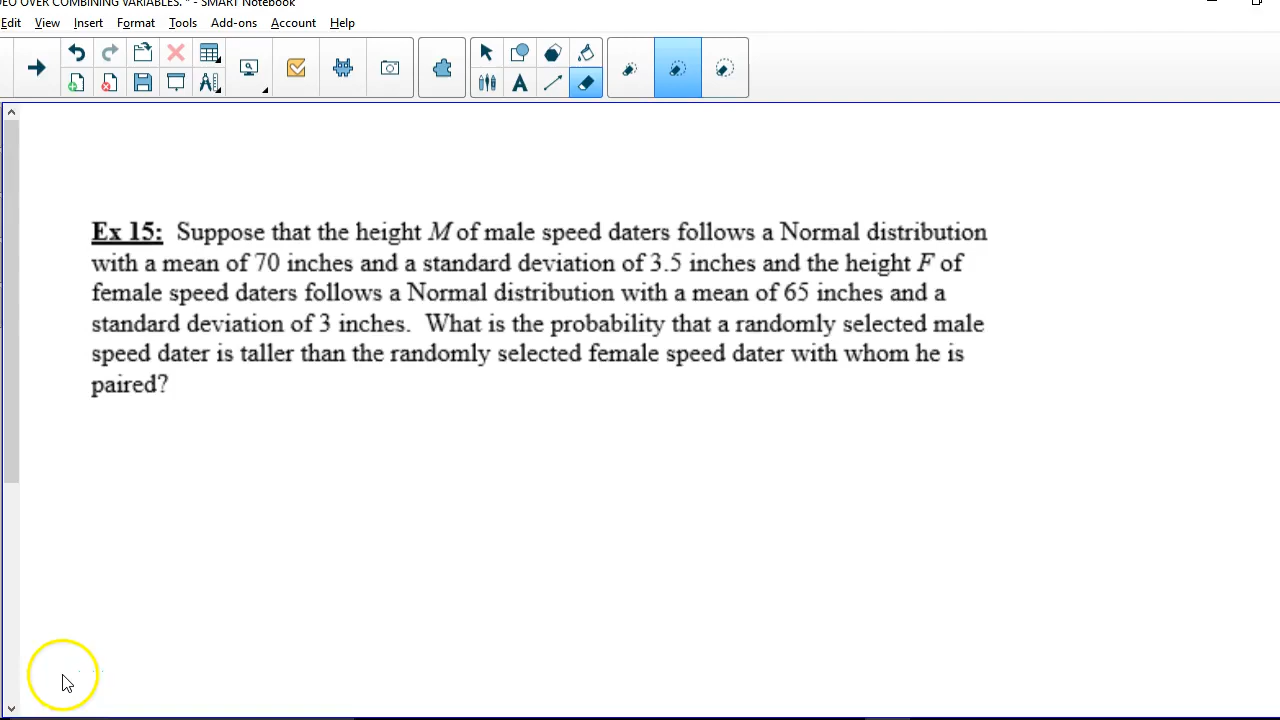 EO OVER COMBINING VARIABLES. * - SMART Notebook
Edit View Insert Format Tools Add-ons Account Help
Ex 15: Suppose that the height M of male speed daters follows a Normal distribution
with a mean of 70 inches and a standard deviation of 3.5 inches and the height F of
female speed daters follows a Normal distribution with a mean of 65 inches and a
standard deviation of 3 inches. What is the probability that a randomly selected male
speed dater is taller than the randomly selected female speed dater with whom he is
paired?